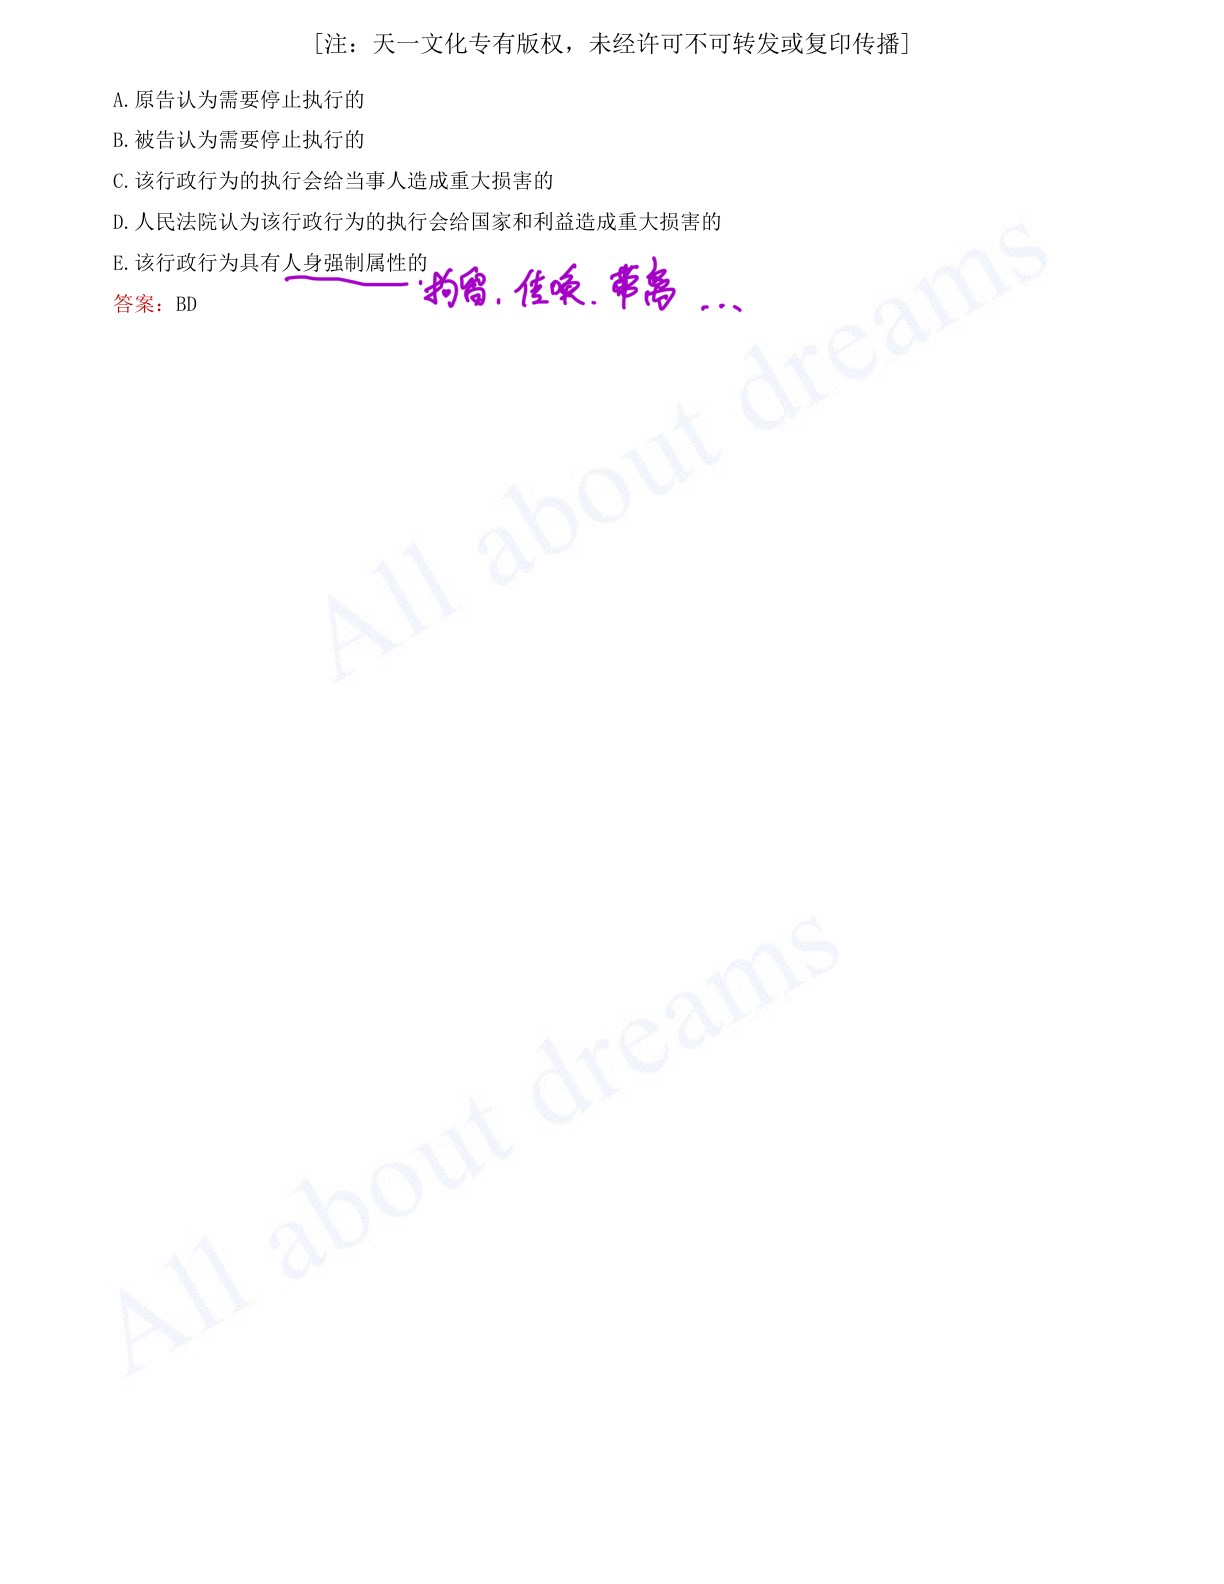 [注：天一文化专有版权，未经许可不可转发或复印传播]
A.原告认为需要停止执行的
B.被告认为需要停止执行的
C.该行政行为的执行会给当事人造成重大损害的
D.人民法院认为该行政行为的执行会给国家和利益造成重大损害的
E.该行政行为具有人身强制属性的
拘留.传唤.带离 ...
答案：BD
All about dreams
All about dreams